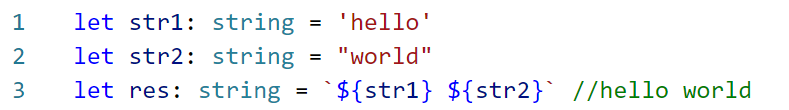 1 let str1: string = 'hello'
2 let str2: string = "world"
3 let res: string = `${str1} ${str2}` //hello world